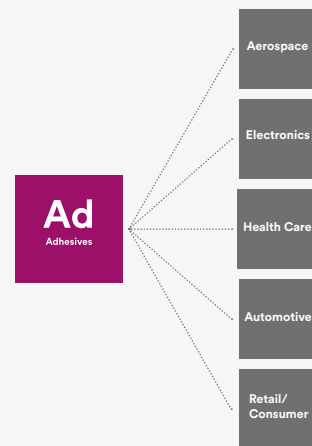 Aerospace
Electronics
Ad
Adhesives
Health Care
Automotive
Retail/
Consumer